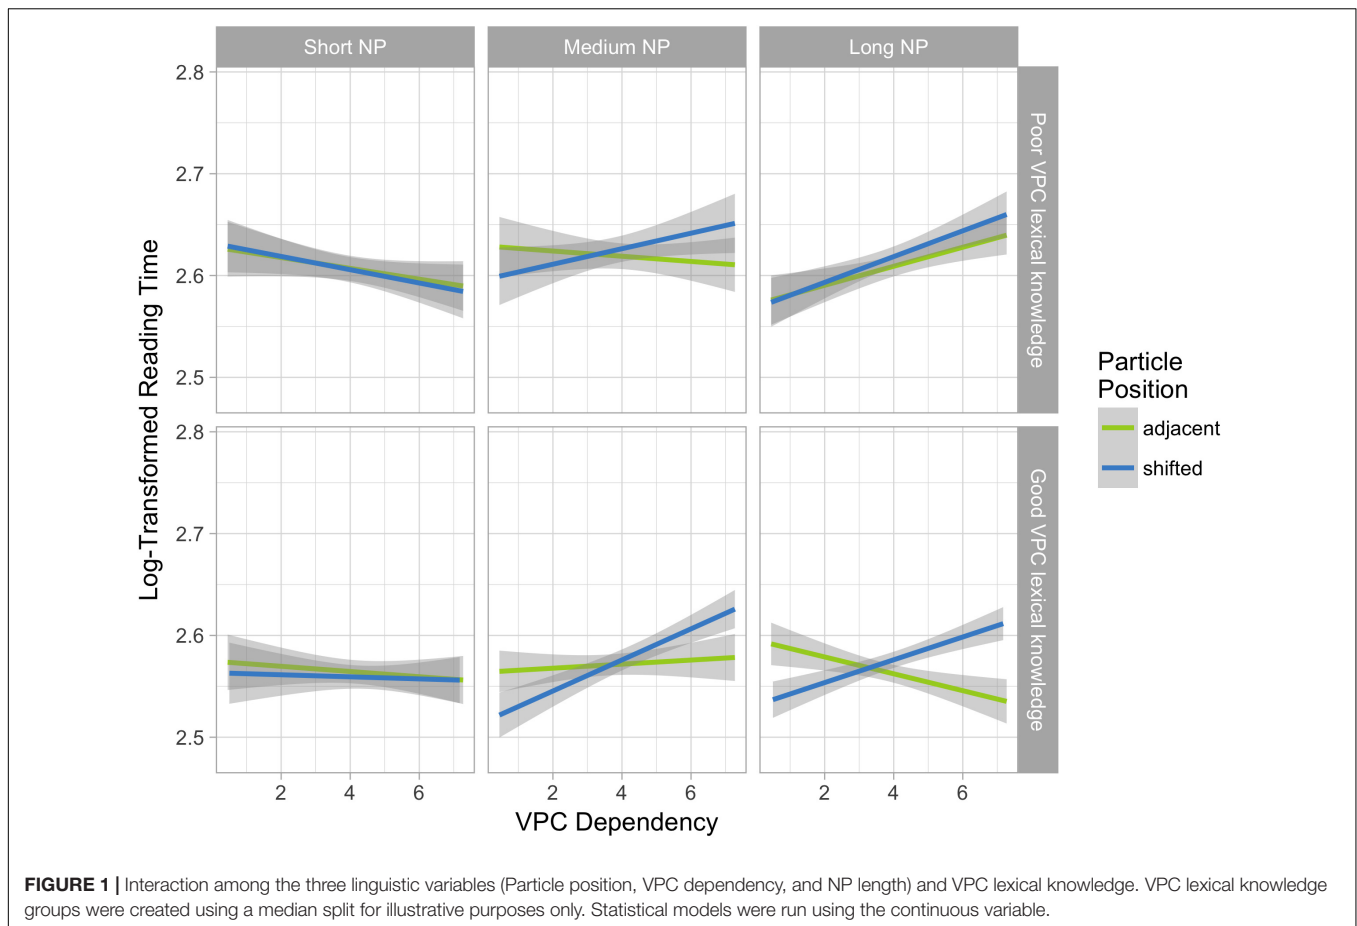 Short NP
Medium NP
Long NP
2.8
2.7
2.6
2.5
Poor VPC lexical knowledge
2.8
2.7
2.6
2.5
Good VPC lexical knowledge
Log-Transformed Reading Time
2 4 6
2 4 6
2 4 6
VPC Dependency
Particle
Position
adjacent
shifted
FIGURE 1 | Interaction among the three linguistic variables (Particle position, VPC dependency, and NP length) and VPC lexical knowledge. VPC lexical knowledge
groups were created using a median split for illustrative purposes only. Statistical models were run using the continuous variable.